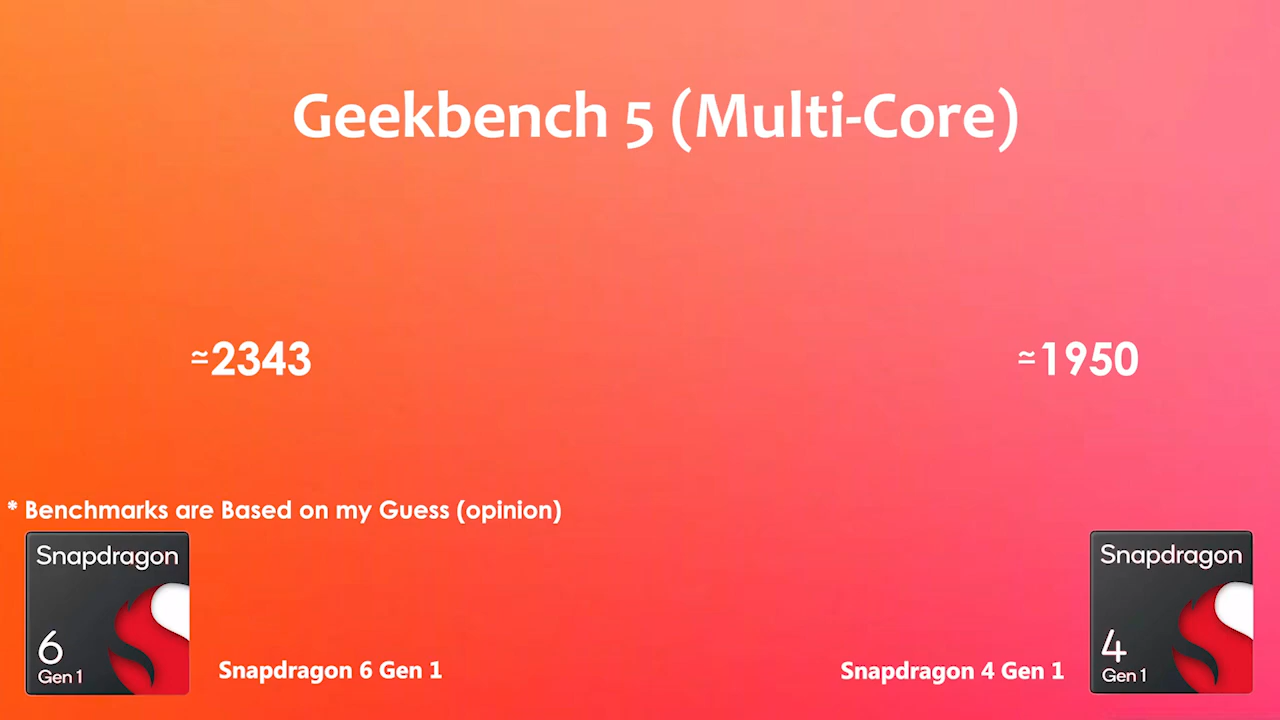 Geekbench 5 (Multi-Core)
≃2343
≃1950
* Benchmarks are Based on my Guess (opinion)
Snapdragon
6
Gen 1
Snapdragon 6 Gen 1
Snapdragon 4 Gen 1
Snapdragon
4
Gen 1